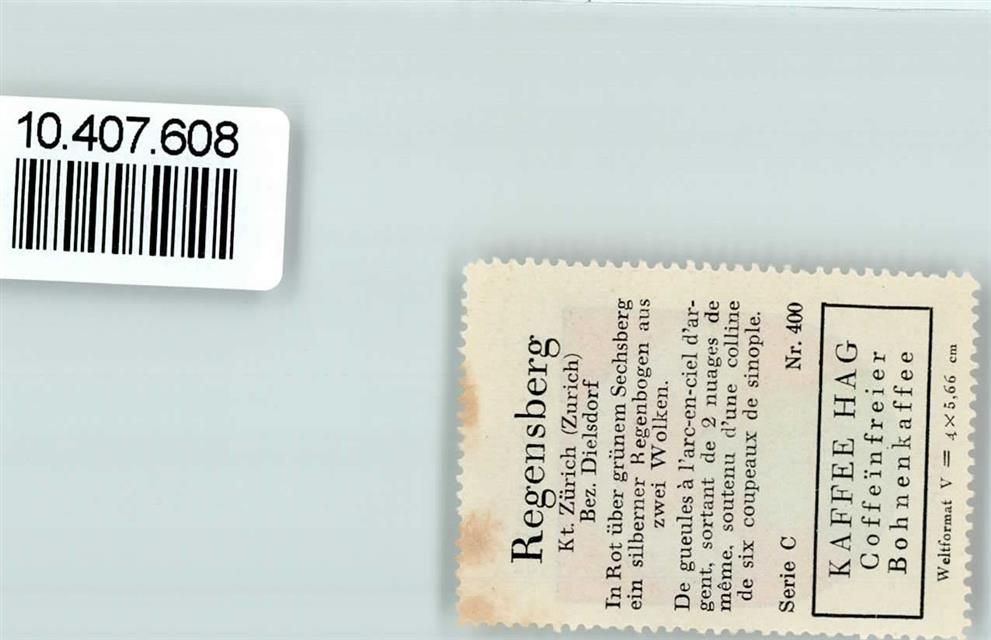 10.407.608
Regensberg
Kt. Zürich (Zurich)
Bez. Dielsdorf
In Rot über grünem Sechsberg
ein silberner Regenbogen aus
zwei Wolken.
De gueules à l'arc-en-ciel d'ar-
gent, sortant de 2 nuages de
même, soutenu d'une colline
de six coupeaux de sinople.
Serie C Nr. 400
KAFFEE HAG
Coffeïnfreier
Bohnenkaffee
Weltformat V = 4 × 5,66 cm